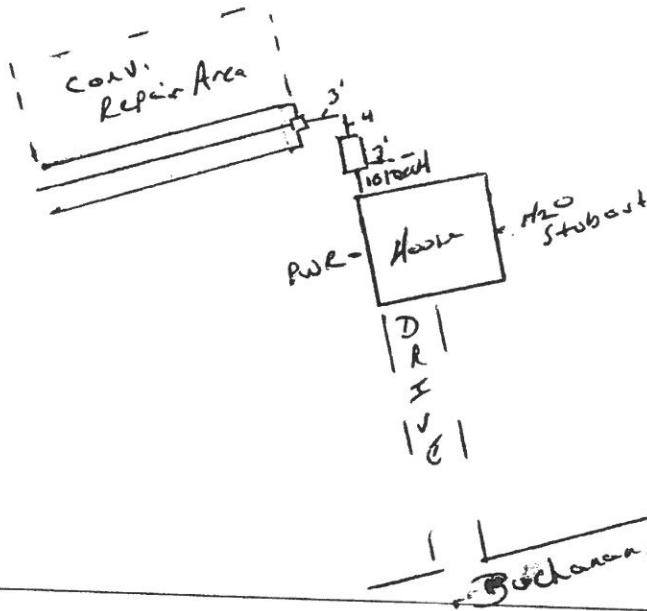 Conv.
Repair Area
3'
4
3'
PWR
House
H2O
Stubout
D
R
I
V
E
Buchanan